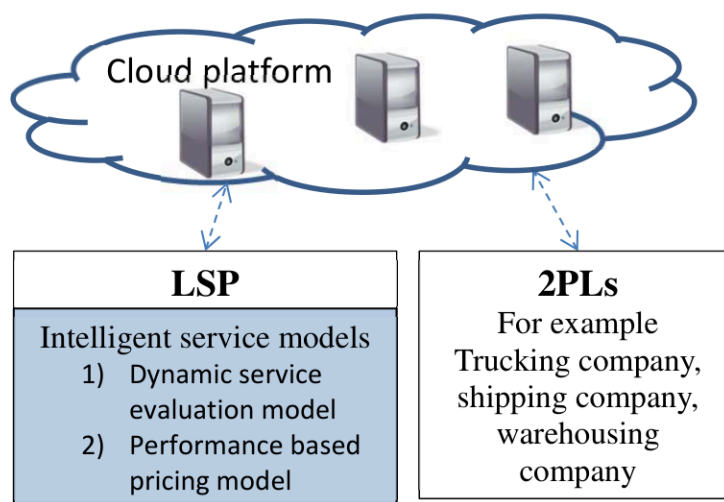 Cloud platform
LSP
Intelligent service models
1) Dynamic service
evaluation model
2) Performance based
pricing model
2PLs
For example
Trucking company,
shipping company,
warehousing
company